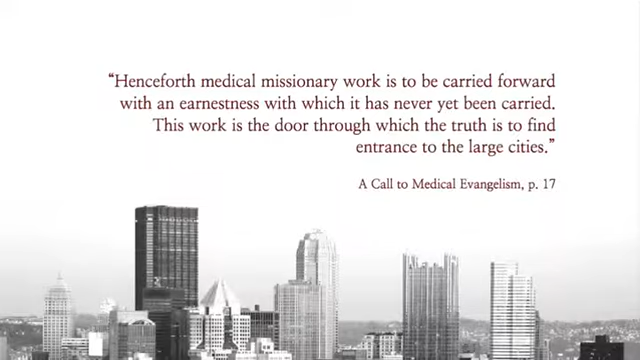 “Henceforth medical missionary work is to be carried forward
with an earnestness with which it has never yet been carried.
This work is the door through which the truth is to find
entrance to the large cities.”
A Call to Medical Evangelism, p. 17